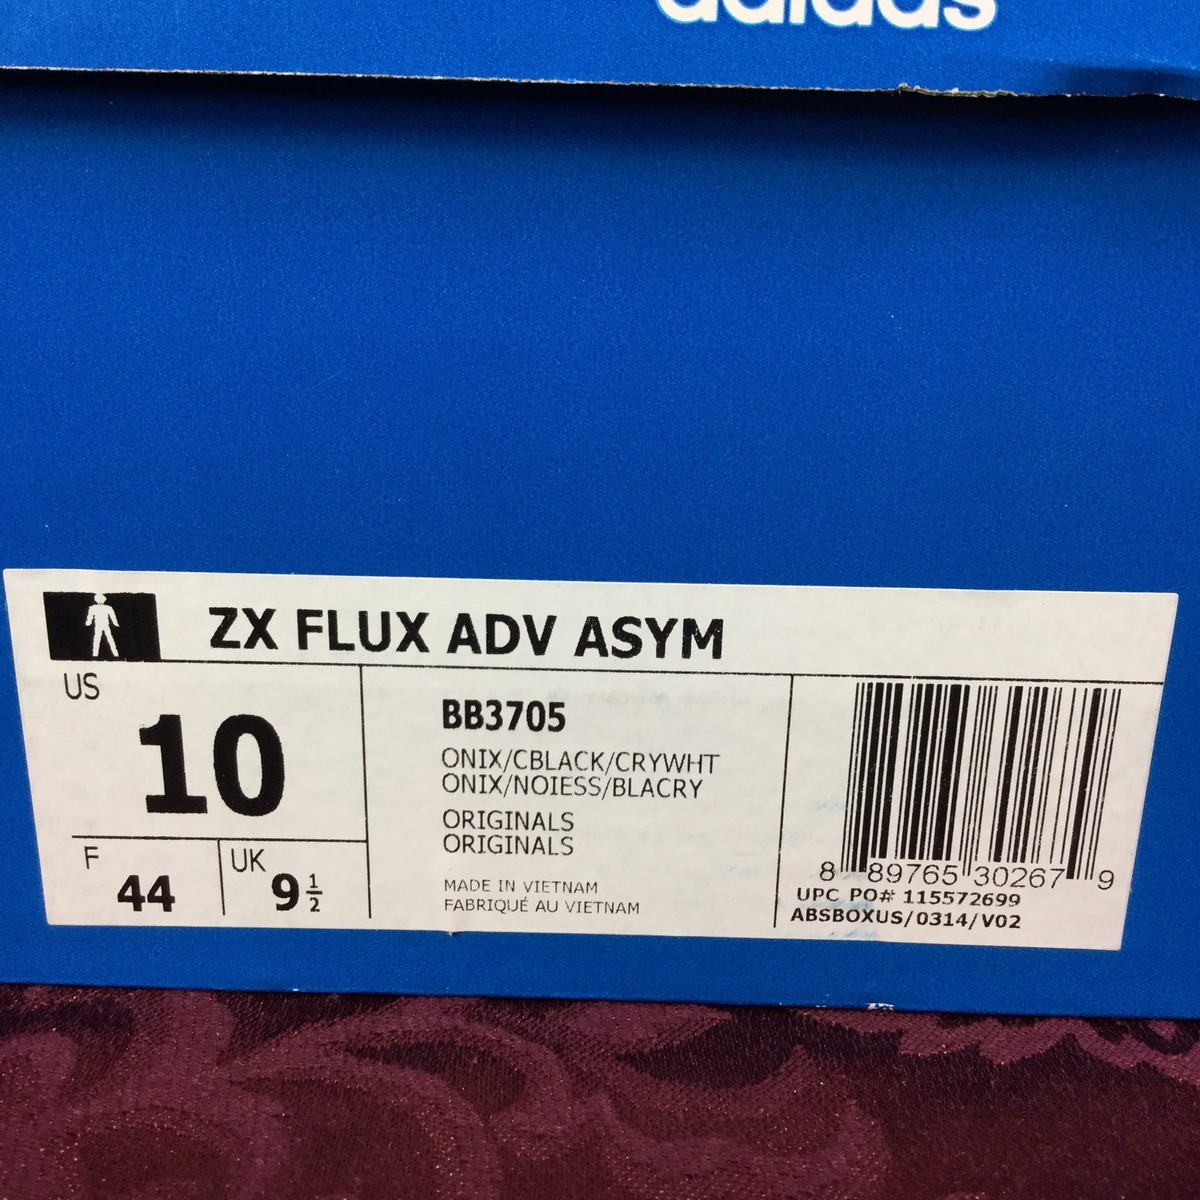 adidas
ZX FLUX ADV ASYM
US
10
F
44
UK
9 1/2
BB3705
ONIX/CBLACK/CRYWHT
ONIX/NOIESS/BLACRY
ORIGINALS
ORIGINALS
MADE IN VIETNAM
FABRIQUÉ AU VIETNAM
8 89765 30267 9
UPC PO# 115572699
ABSBOXUS/0314/V02